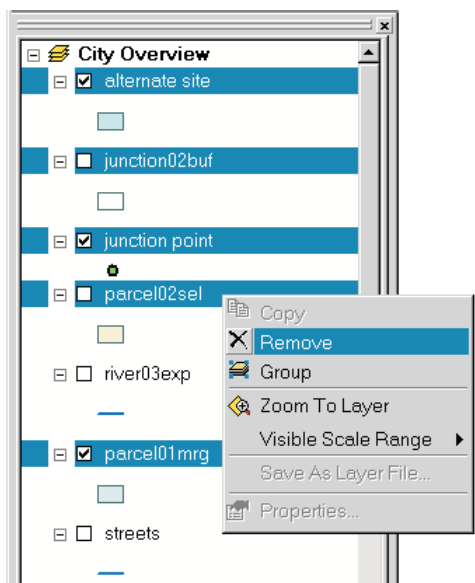 City Overview
alternate site
junction02buf
junction point
parcel02sel
Copy
Remove
Group
river03exp
Zoom To Layer
Visible Scale Range
parcel01mrg
Save As Layer File...
Properties...
streets